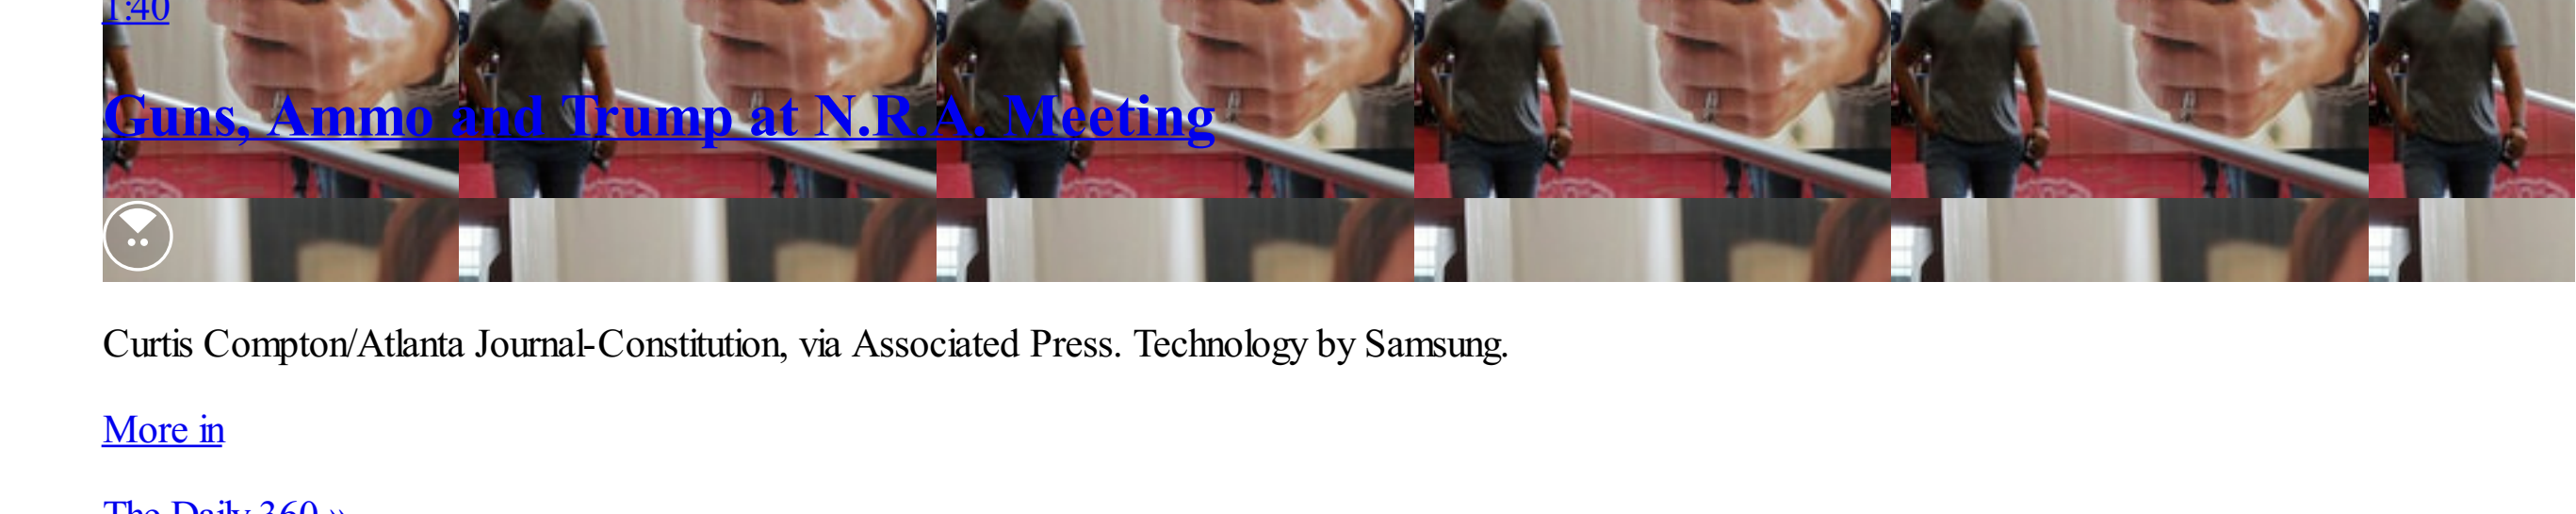 1:40
Guns, Ammo and Trump at N.R.A. Meeting
Curtis Compton/Atlanta Journal-Constitution, via Associated Press. Technology by Samsung.
More in
The Daily 360 »